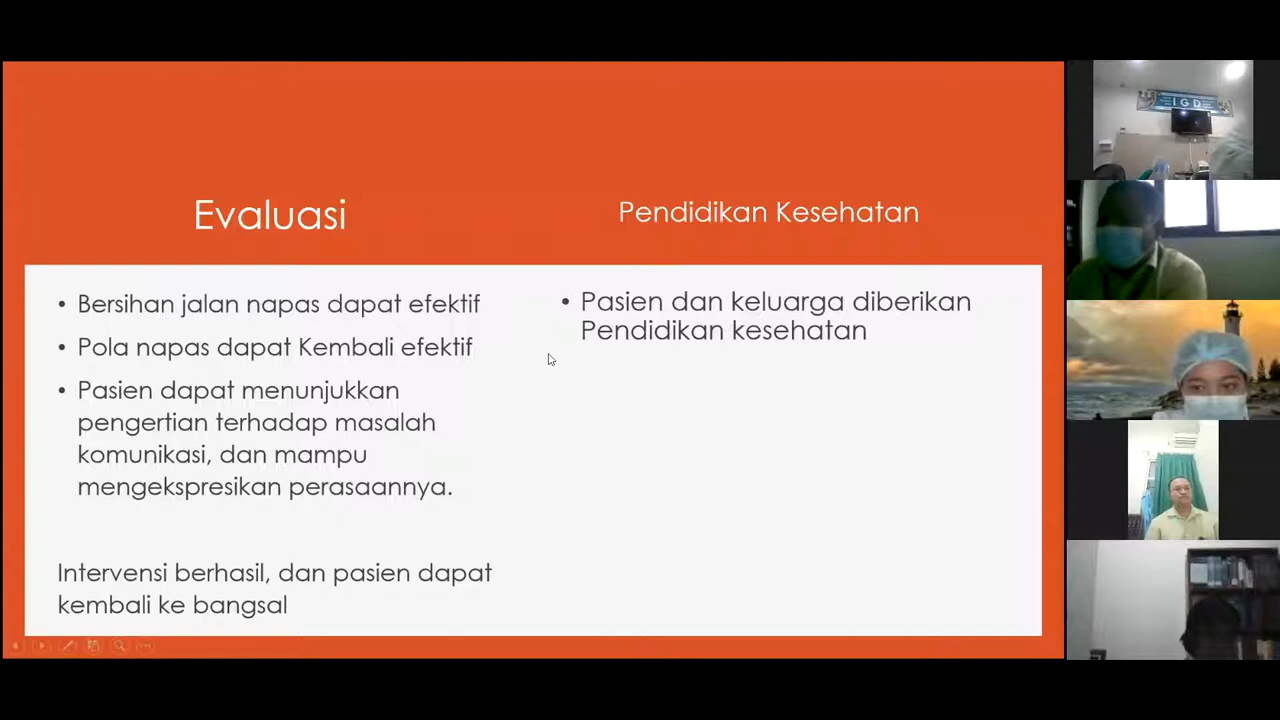 Evaluasi
• Bersihan jalan napas dapat efektif
• Pola napas dapat Kembali efektif
• Pasien dapat menunjukkan
pengertian terhadap masalah
komunikasi, dan mampu
mengekspresikan perasaannya.
Intervensi berhasil, dan pasien dapat
kembali ke bangsal
Pendidikan Kesehatan
• Pasien dan keluarga diberikan
Pendidikan kesehatan
IGD